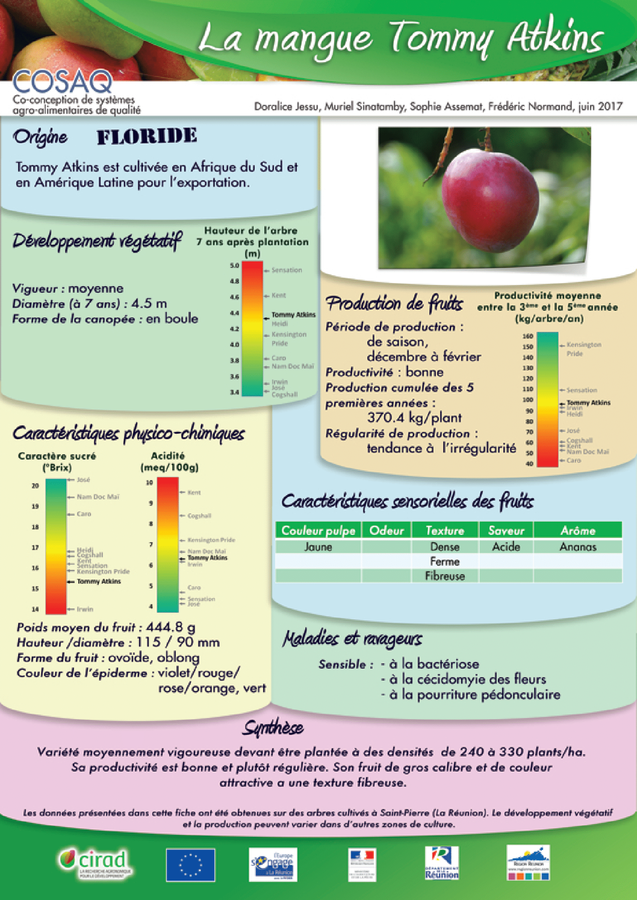 La mangue Tommy Atkins
COSAQ
Co-conception de systèmes
agro-alimentaires de qualité
Doralice Jessu, Muriel Sinatamby, Sophie Assemat, Frédéric Normand, juin 2017
Origine FLORIDE
Tommy Atkins est cultivée en Afrique du Sud et
en Amérique Latine pour l'exportation.
Développement végétatif
Vigueur : moyenne
Diamètre (à 7 ans) : 4.5 m
Forme de la canopée : en boule
Hauteur de l'arbre
7 ans après plantation
(m)
5.0
4.8
4.6
4.4
4.2
4.0
3.8
3.6
3.4
Sensation
Kent
Tommy Atkins
Heidi
Kensington
Pride
Caro
Nam Doc Mai
Irwin
José
Cogshall
Production de fruits
Période de production :
de saison,
décembre à février
Productivité : bonne
Production cumulée des 5
premières années :
370.4 kg/plant
Régularité de production :
tendance à l'irrégularité
Productivité moyenne
entre la 3ème et la 5ème année
(kg/arbre/an)
160
150
140
130
120
110
100
90
80
70
60
50
40
Kensington
Pride
Sensation
Tommy Atkins
Irwin
Heidi
José
Cogshall
Kent
Nam Doc Mai
Caro
Caractéristiques physico-chimiques
Caractère sucré
(°Brix)
20
19
18
17
16
15
14
José
Nam Doc Mai
Caro
Heidi
Cogshall
Kent
Sensation
Kensington Pride
Tommy Atkins
Irwin
Acidité
(meq/100g)
10
9
8
7
6
5
4
Kent
Cogshall
Kensington Pride
Nam Doc Mai
Tommy Atkins
Irwin
Caro
Sensation
José
Poids moyen du fruit : 444.8 g
Hauteur /diamètre : 115 / 90 mm
Forme du fruit : ovoïde, oblong
Couleur de l'épiderme : violet/rouge/
rose/orange, vert
Caractéristiques sensorielles des fruits
Couleur pulpe Odeur Texture Saveur Arôme
Jaune Dense Acide Ananas
Ferme
Fibreuse
Maladies et ravageurs
Sensible : - à la bactériose
- à la cécidomyie des fleurs
- à la pourriture pédonculaire
Synthèse
Variété moyennement vigoureuse devant être plantée à des densités de 240 à 330 plants/ha.
Sa productivité est bonne et plutôt régulière. Son fruit de gros calibre et de couleur
attractive a une texture fibreuse.
Les données présentées dans cette fiche ont été obtenues sur des arbres cultivés à Saint-Pierre (La Réunion). Le développement végétatif
et la production peuvent varier dans d'autres zones de culture.
cirad
LA RECHERCHE AGRONOMIQUE
POUR LE DÉVELOPPEMENT
l'Europe
engage
à la Réunion
DÉPARTEMENT
Réunion